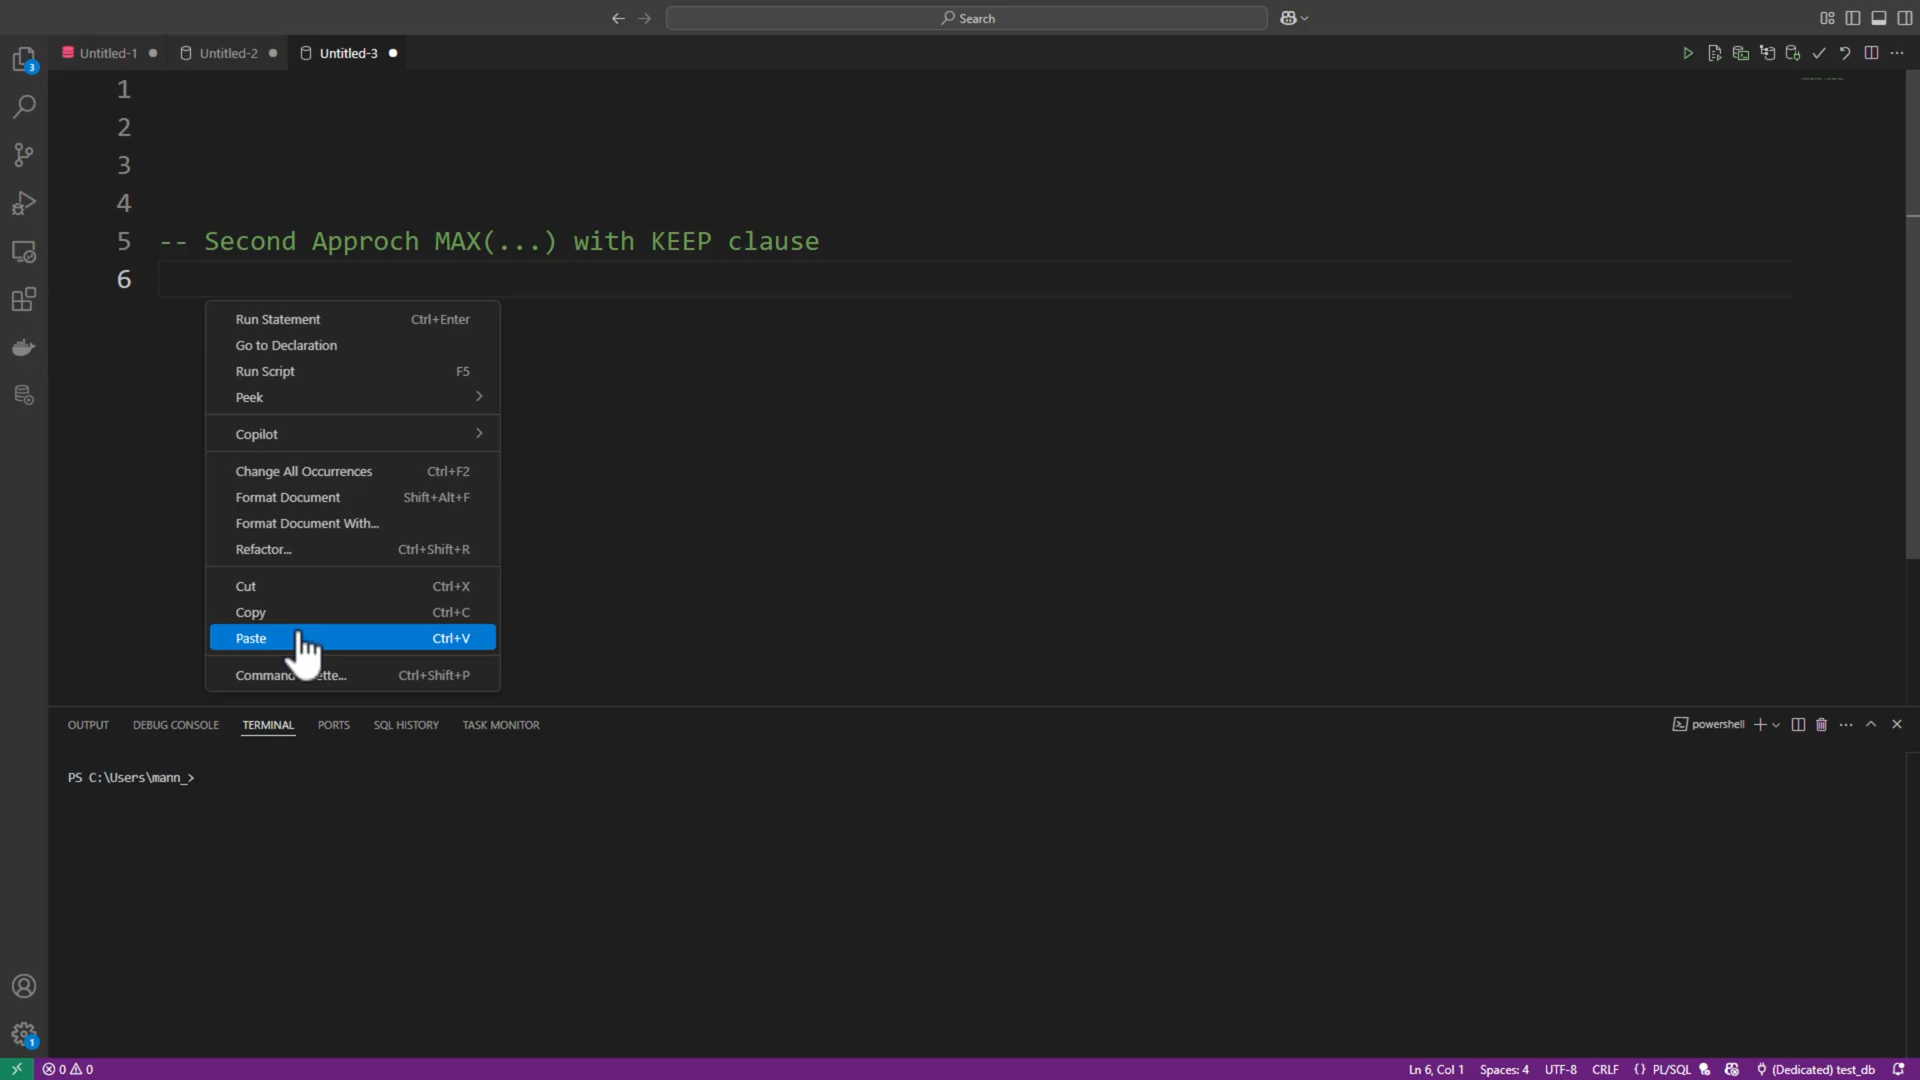 Search
Untitled-1
Untitled-2
Untitled-3
3
1
2
3
4
5 -- Second Approch MAX(...) with KEEP clause
6
Run Statement Ctrl+Enter
Go to Declaration
Run Script F5
Peek
Copilot
Change All Occurrences Ctrl+F2
Format Document Shift+Alt+F
Format Document With...
Refactor... Ctrl+Shift+R
Cut Ctrl+X
Copy Ctrl+C
Paste Ctrl+V
Command ...tte... Ctrl+Shift+P
OUTPUT DEBUG CONSOLE TERMINAL PORTS SQL HISTORY TASK MONITOR
powershell
PS C:\Users\mann_>
1
0 0
Ln 6, Col 1 Spaces: 4 UTF-8 CRLF {} PL/SQL (Dedicated) test_db